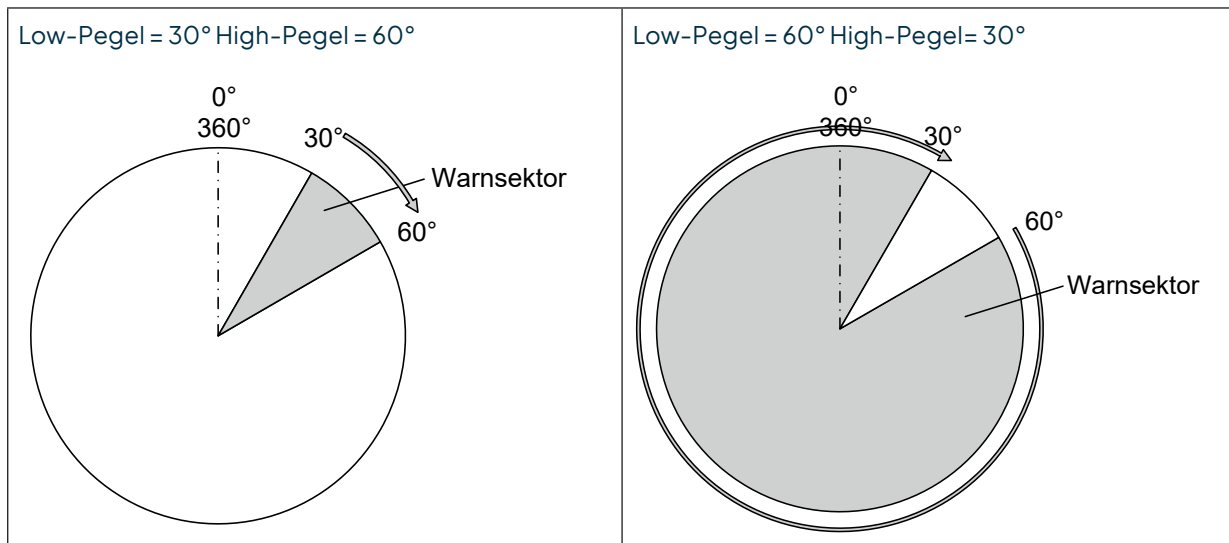 Low-Pegel = 30° High-Pegel = 60°
0°
360°
30°
Warnsektor
60°
Low-Pegel = 60° High-Pegel= 30°
0°
360°
30°
60°
Warnsektor